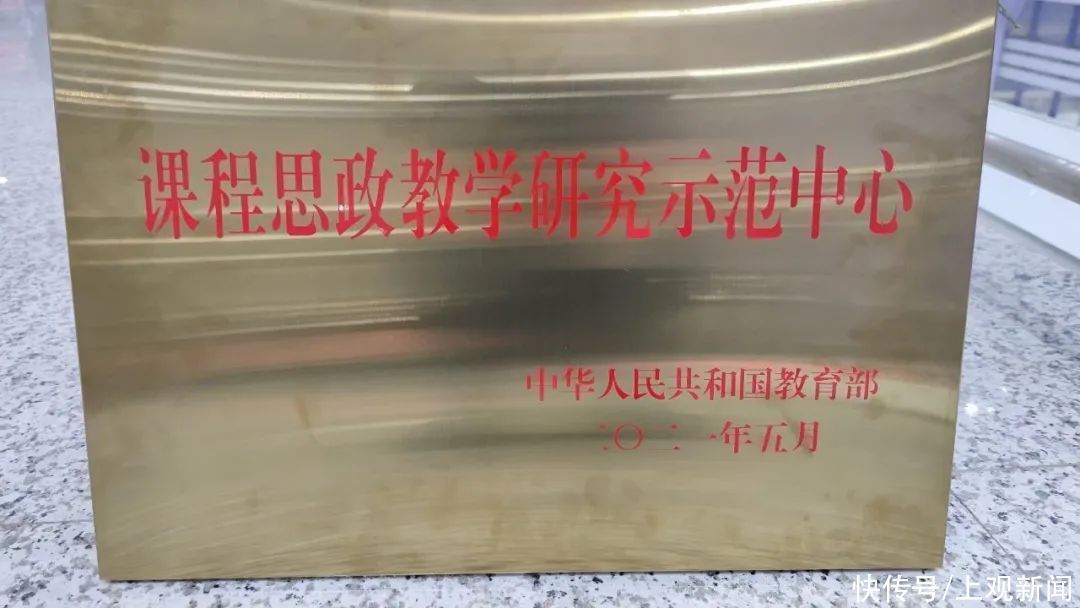 课程思政教学研究示范中心
中华人民共和国教育部
二〇二一年五月
快传号/上观新闻